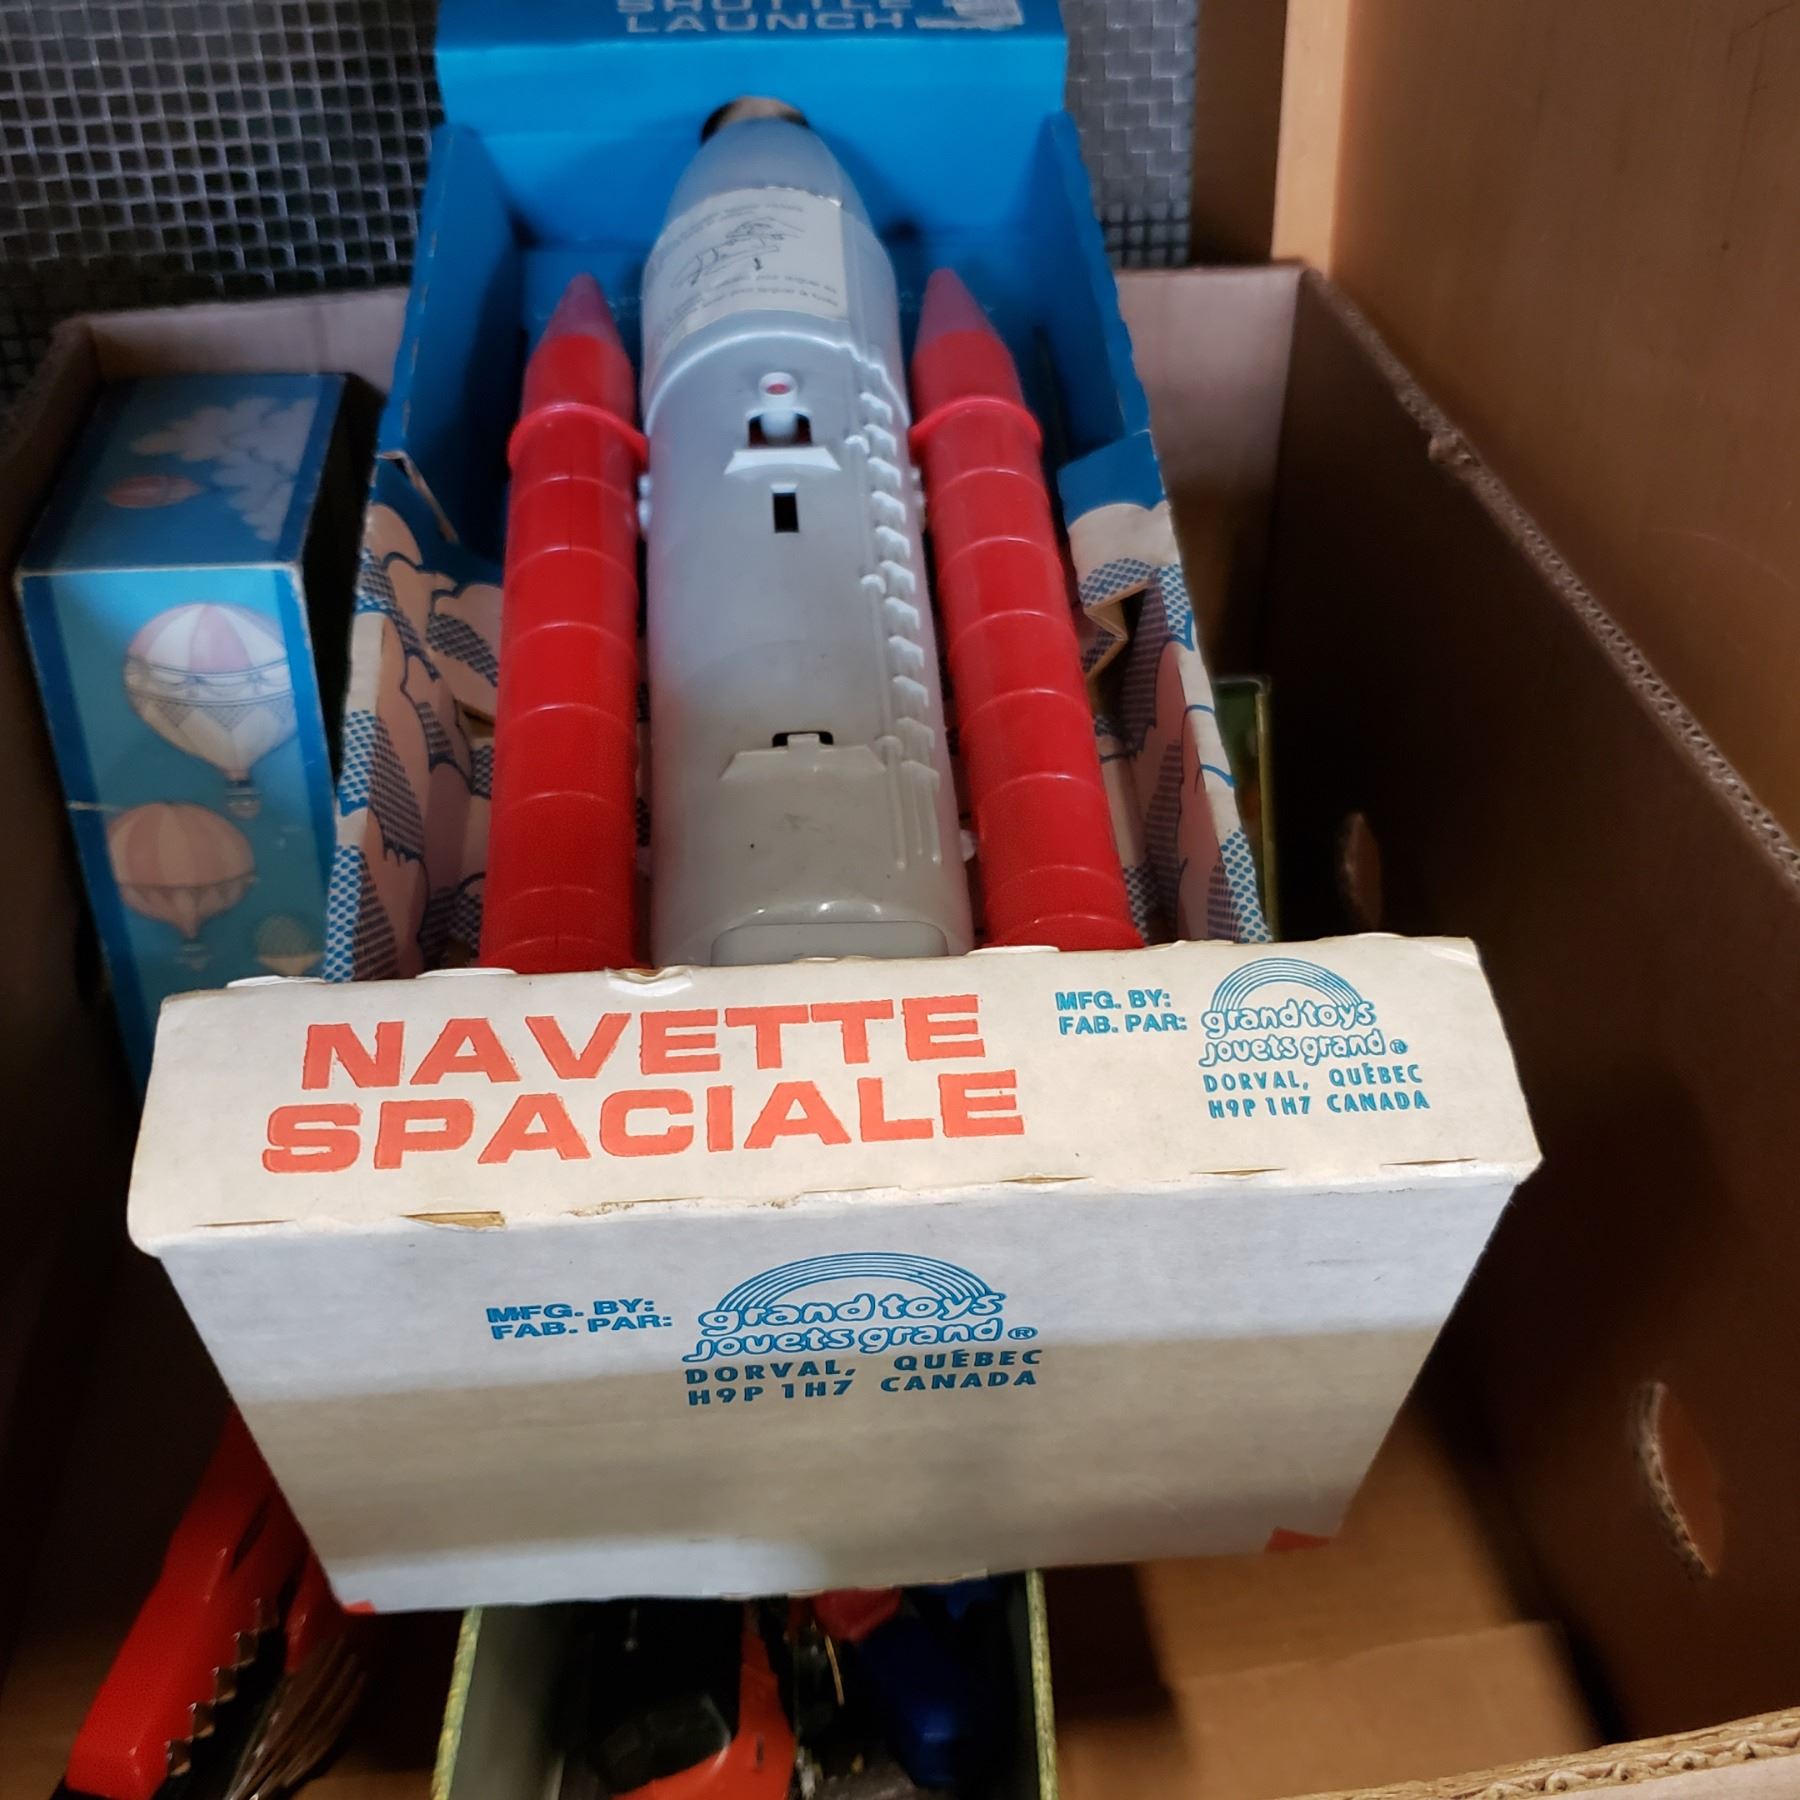 SHUTTLE
LAUNCH
NAVETTE
SPACIALE
MFG. BY:
FAB. PAR:
grand toys
jouets grand ®
DORVAL, QUÉBEC
H9P 1H7 CANADA
MFG. BY:
FAB. PAR:
grand toys
jouets grand ®
DORVAL, QUÉBEC
H9P 1H7 CANADA